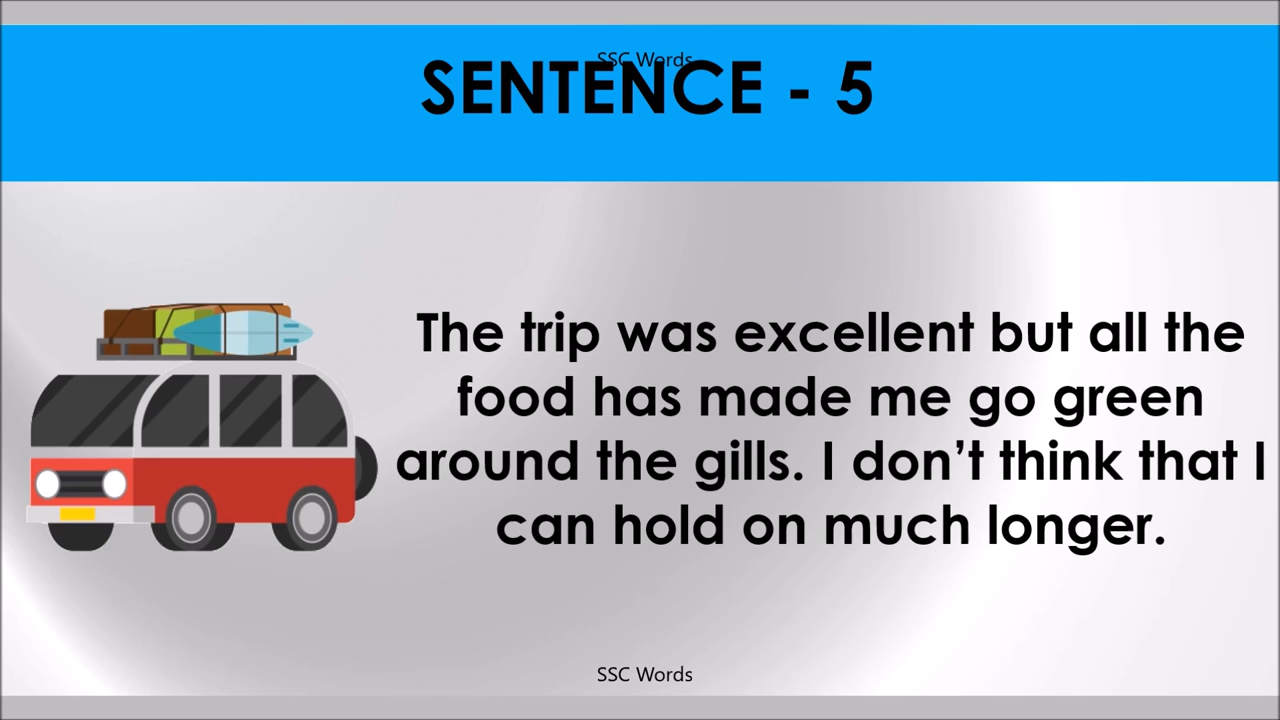 SSC Words
SENTENCE - 5
The trip was excellent but all the
food has made me go green
around the gills. I don’t think that I
can hold on much longer.
SSC Words